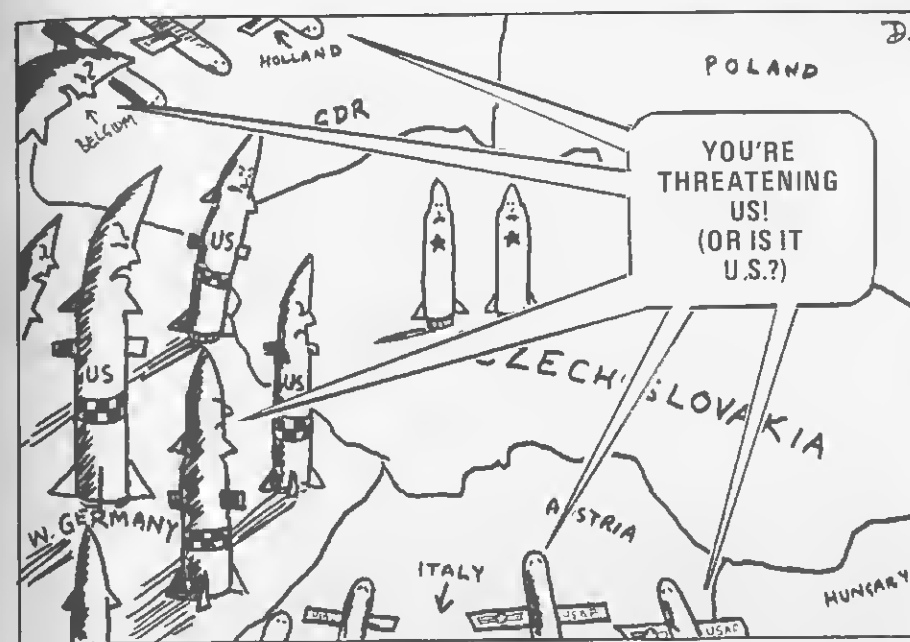 D.
HOLLAND
POLAND
BELGIUM
GDR
YOU'RE
THREATENING
US!
(OR IS IT
U.S.?)
US
US
US
CZECHOSLOVAKIA
W. GERMANY
AUSTRIA
ITALY
HUNGARY
USAF
USAF